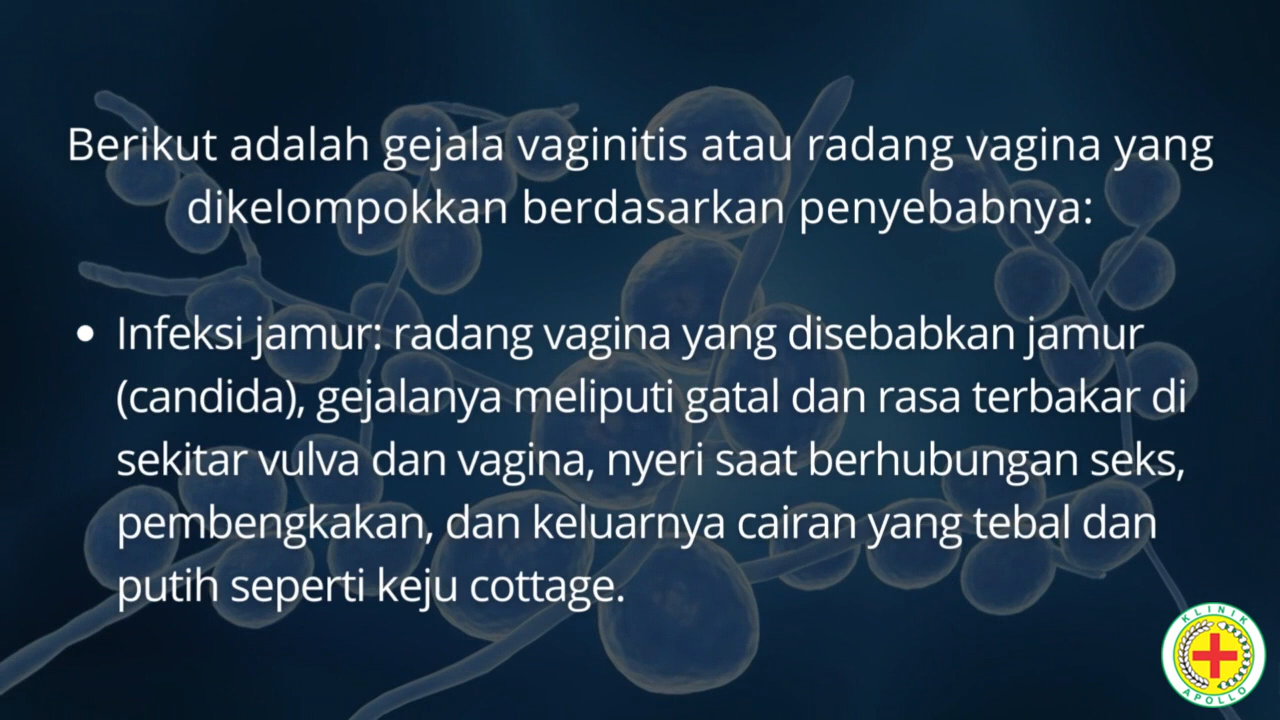 Berikut adalah gejala vaginitis atau radang vagina yang
dikelompokkan berdasarkan penyebabnya:
• Infeksi jamur: radang vagina yang disebabkan jamur
(candida), gejalanya meliputi gatal dan rasa terbakar di
sekitar vulva dan vagina, nyeri saat berhubungan seks,
pembengkakan, dan keluarnya cairan yang tebal dan
putih seperti keju cottage.
KLINIK
APOLLO